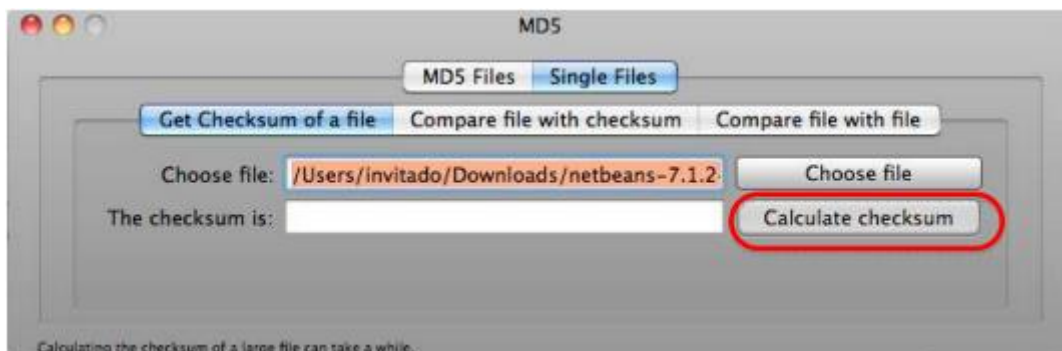 MD5
MD5 Files Single Files
Get Checksum of a file Compare file with checksum Compare file with file
Choose file: /Users/invitado/Downloads/netbeans-7.1.2- Choose file
The checksum is: Calculate checksum
Calculating the checksum of a large file can take a while.